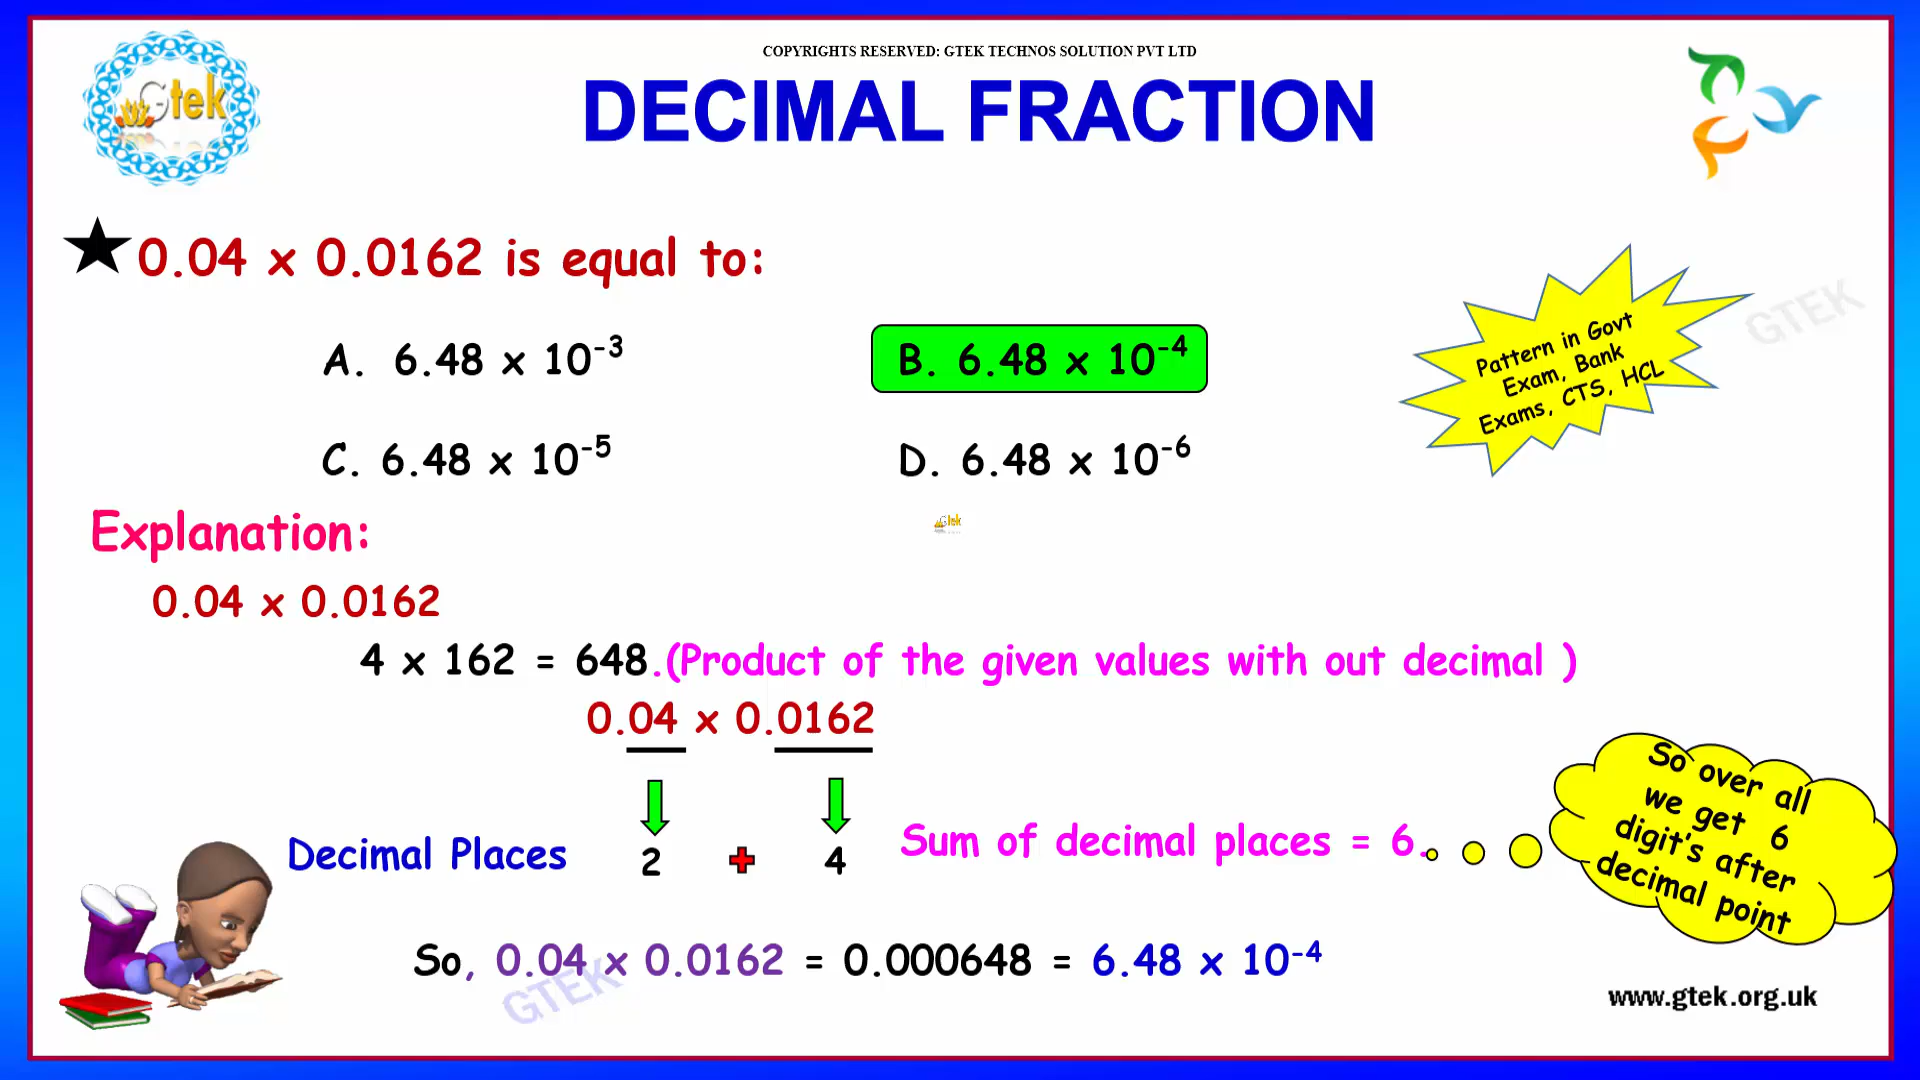 COPYRIGHTS RESERVED: GTEK TECHNOS SOLUTION PVT LTD
Gtek
DECIMAL FRACTION
0.04 x 0.0162 is equal to:
A. 6.48 x 10⁻³
B. 6.48 x 10⁻⁴
C. 6.48 x 10⁻⁵
D. 6.48 x 10⁻⁶
Pattern in Govt
Exam, Bank
Exams, CTS, HCL
GTEK
Gtek
Explanation:
0.04 x 0.0162
4 x 162 = 648.(Product of the given values with out decimal )
0.04 x 0.0162
Decimal Places 2 + 4 Sum of decimal places = 6.
So over all
we get 6
digit's after
decimal point
So, 0.04 x 0.0162 = 0.000648 = 6.48 x 10⁻⁴
GTEK
www.gtek.org.uk